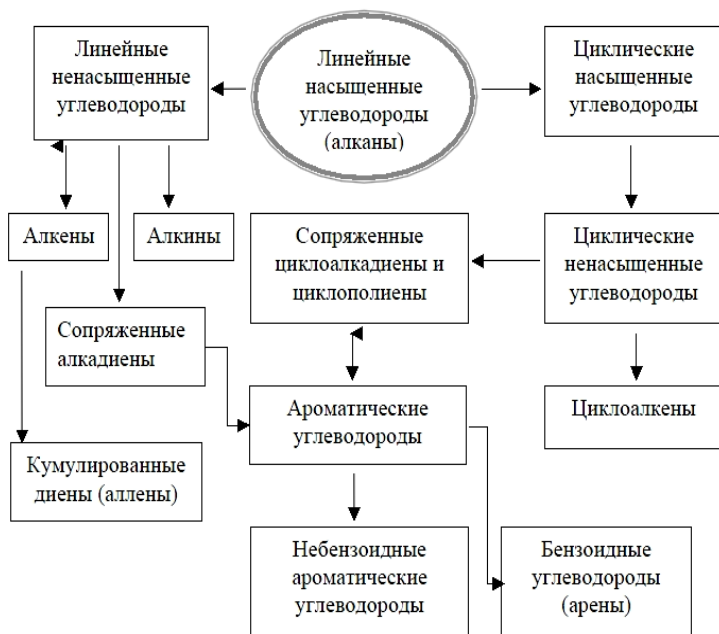 Линейные
ненасыщенные
углеводороды
Линейные
насыщенные
углеводороды
(алканы)
Циклические
насыщенные
углеводороды
Алкены
Алкины
Сопряженные
циклоалкадиены и
циклополиены
Циклические
ненасыщенные
углеводороды
Сопряженные
алкадиены
Ароматические
углеводороды
Циклоалкены
Кумулированные
диены (аллены)
Небензоидные
ароматические
углеводороды
Бензоидные
углеводороды
(арены)